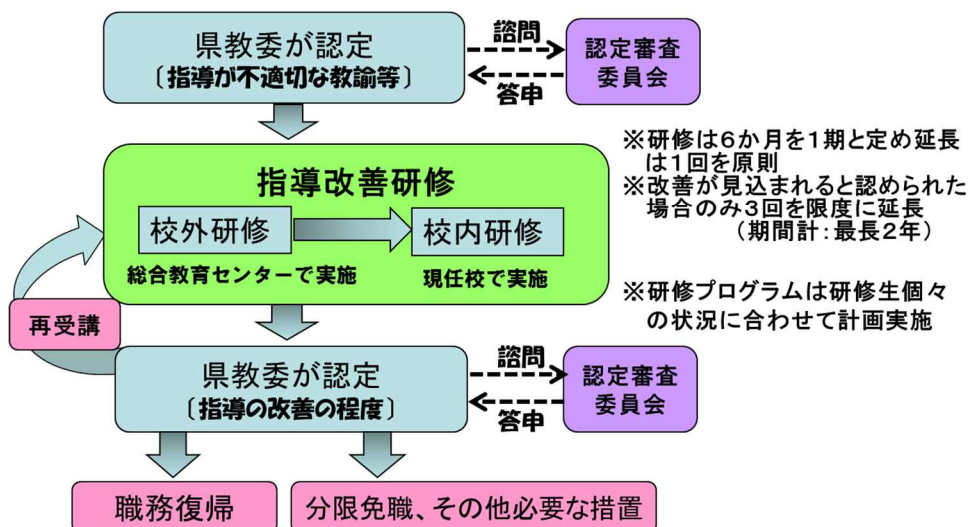 県教委が認定
〔指導が不適切な教諭等〕
諮問
答申
認定審査
委員会
指導改善研修
校外研修
校内研修
総合教育センターで実施
現任校で実施
※研修は6か月を1期と定め延長
は1回を原則
※改善が見込まれると認められた
場合のみ3回を限度に延長
(期間計:最長2年)
※研修プログラムは研修生個々
の状況に合わせて計画実施
再受講
県教委が認定
〔指導の改善の程度〕
諮問
答申
認定審査
委員会
職務復帰
分限免職、その他必要な措置